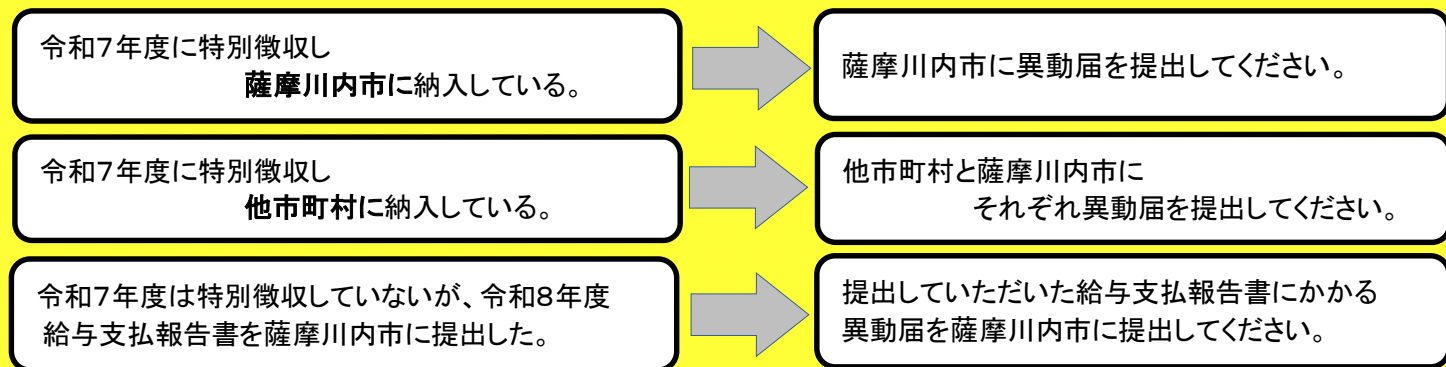 令和７年度に特別徴収し
薩摩川内市に納入している。
薩摩川内市に異動届を提出してください。
令和７年度に特別徴収し
他市町村に納入している。
他市町村と薩摩川内市に
それぞれ異動届を提出してください。
令和７年度は特別徴収していないが、令和８年度
給与支払報告書を薩摩川内市に提出した。
提出していただいた給与支払報告書にかかる
異動届を薩摩川内市に提出してください。